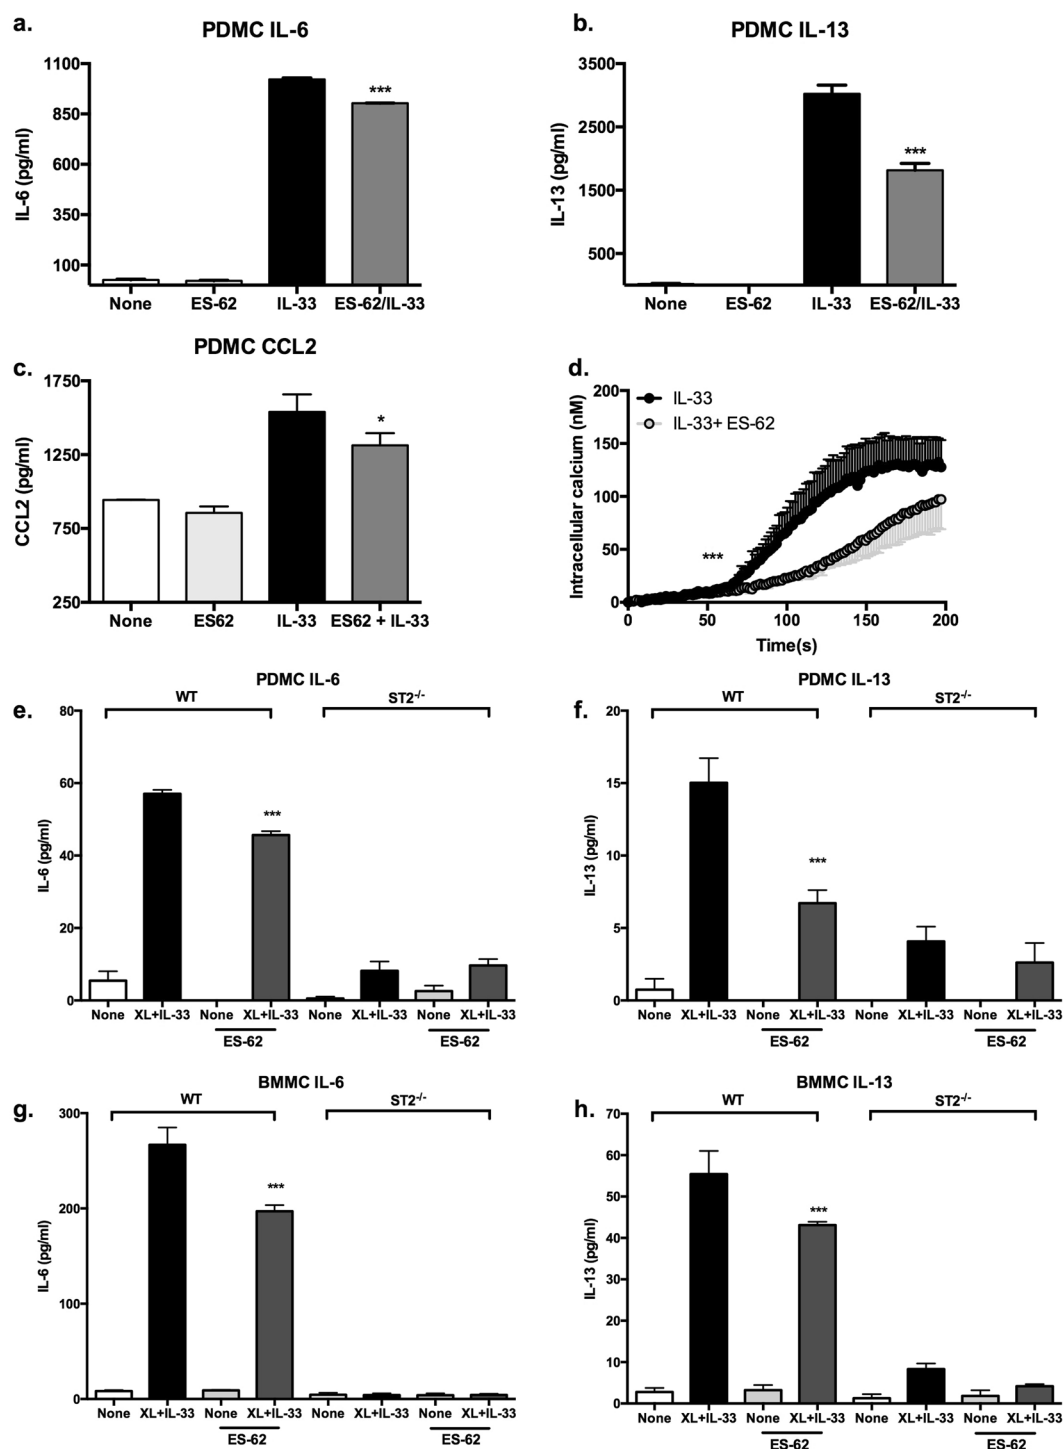 a.
PDMC IL-6
IL-6 (pg/ml)
1100
850
600
350
100
***
None ES-62 IL-33 ES-62/IL-33
b.
PDMC IL-13
IL-13 (pg/ml)
3500
2500
1500
500
***
None ES-62 IL-33 ES-62/IL-33
c.
PDMC CCL2
CCL2 (pg/ml)
1750
1250
750
250
*
None ES62 IL-33 ES62 + IL-33
d.
Intracellular calcium (nM)
200
150
100
50
0
IL-33
IL-33+ ES-62
***
0 50 100 150 200
Time(s)
e.
PDMC IL-6
WT ST2-/-
IL-6 (pg/ml)
80
60
40
20
0
***
None XL+IL-33 None XL+IL-33 None XL+IL-33 None XL+IL-33
ES-62 ES-62
f.
PDMC IL-13
WT ST2-/-
IL-13 (pg/ml)
20
15
10
5
0
***
None XL+IL-33 None XL+IL-33 None XL+IL-33 None XL+IL-33
ES-62 ES-62
g.
BMMC IL-6
WT ST2-/-
IL-6 (pg/ml)
300
200
100
0
***
None XL+IL-33 None XL+IL-33 None XL+IL-33 None XL+IL-33
ES-62 ES-62
h.
BMMC IL-13
WT ST2-/-
IL-13 (pg/ml)
70
60
50
40
30
20
10
0
***
None XL+IL-33 None XL+IL-33 None XL+IL-33 None XL+IL-33
ES-62 ES-62